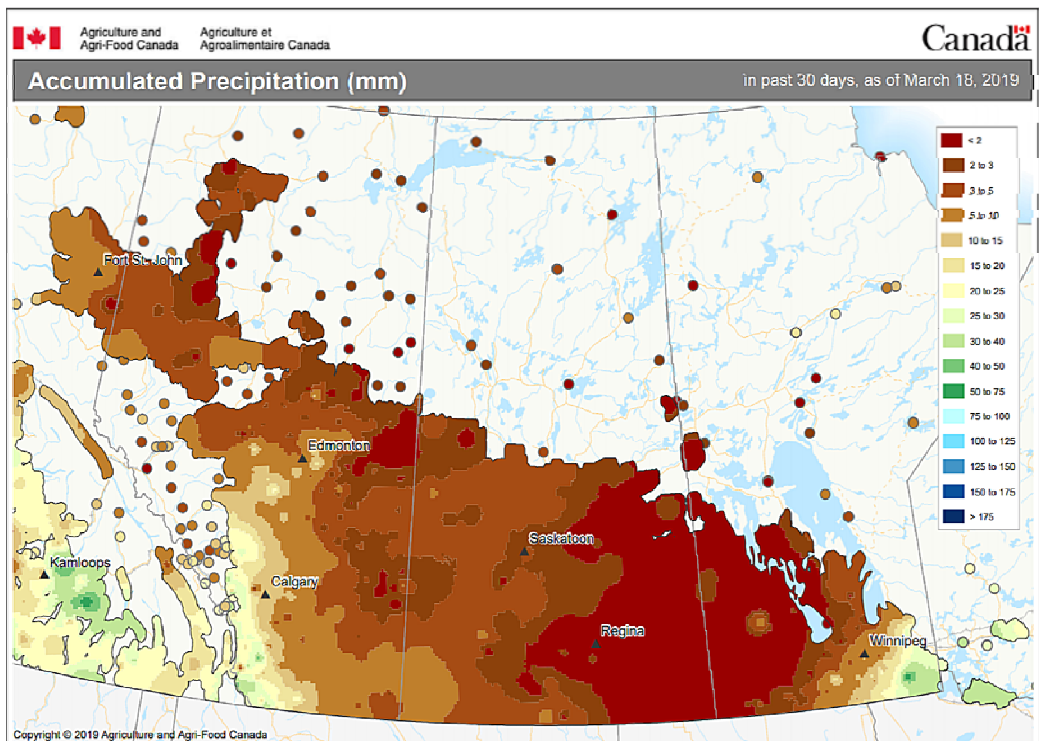 Agriculture and Agriculture et
Agri-Food Canada Agroalimentaire Canada
Canada
Accumulated Precipitation (mm) in past 30 days, as of March 18, 2019
< 2
2 to 3
3 to 5
5 to 10
10 to 15
15 to 20
20 to 25
25 to 30
30 to 40
40 to 50
50 to 75
75 to 100
100 to 125
125 to 150
150 to 175
> 175
Fort St. John
Edmonton
Saskatoon
Kamloops
Calgary
Regina
Winnipeg
Copyright © 2019 Agriculture and Agri-Food Canada